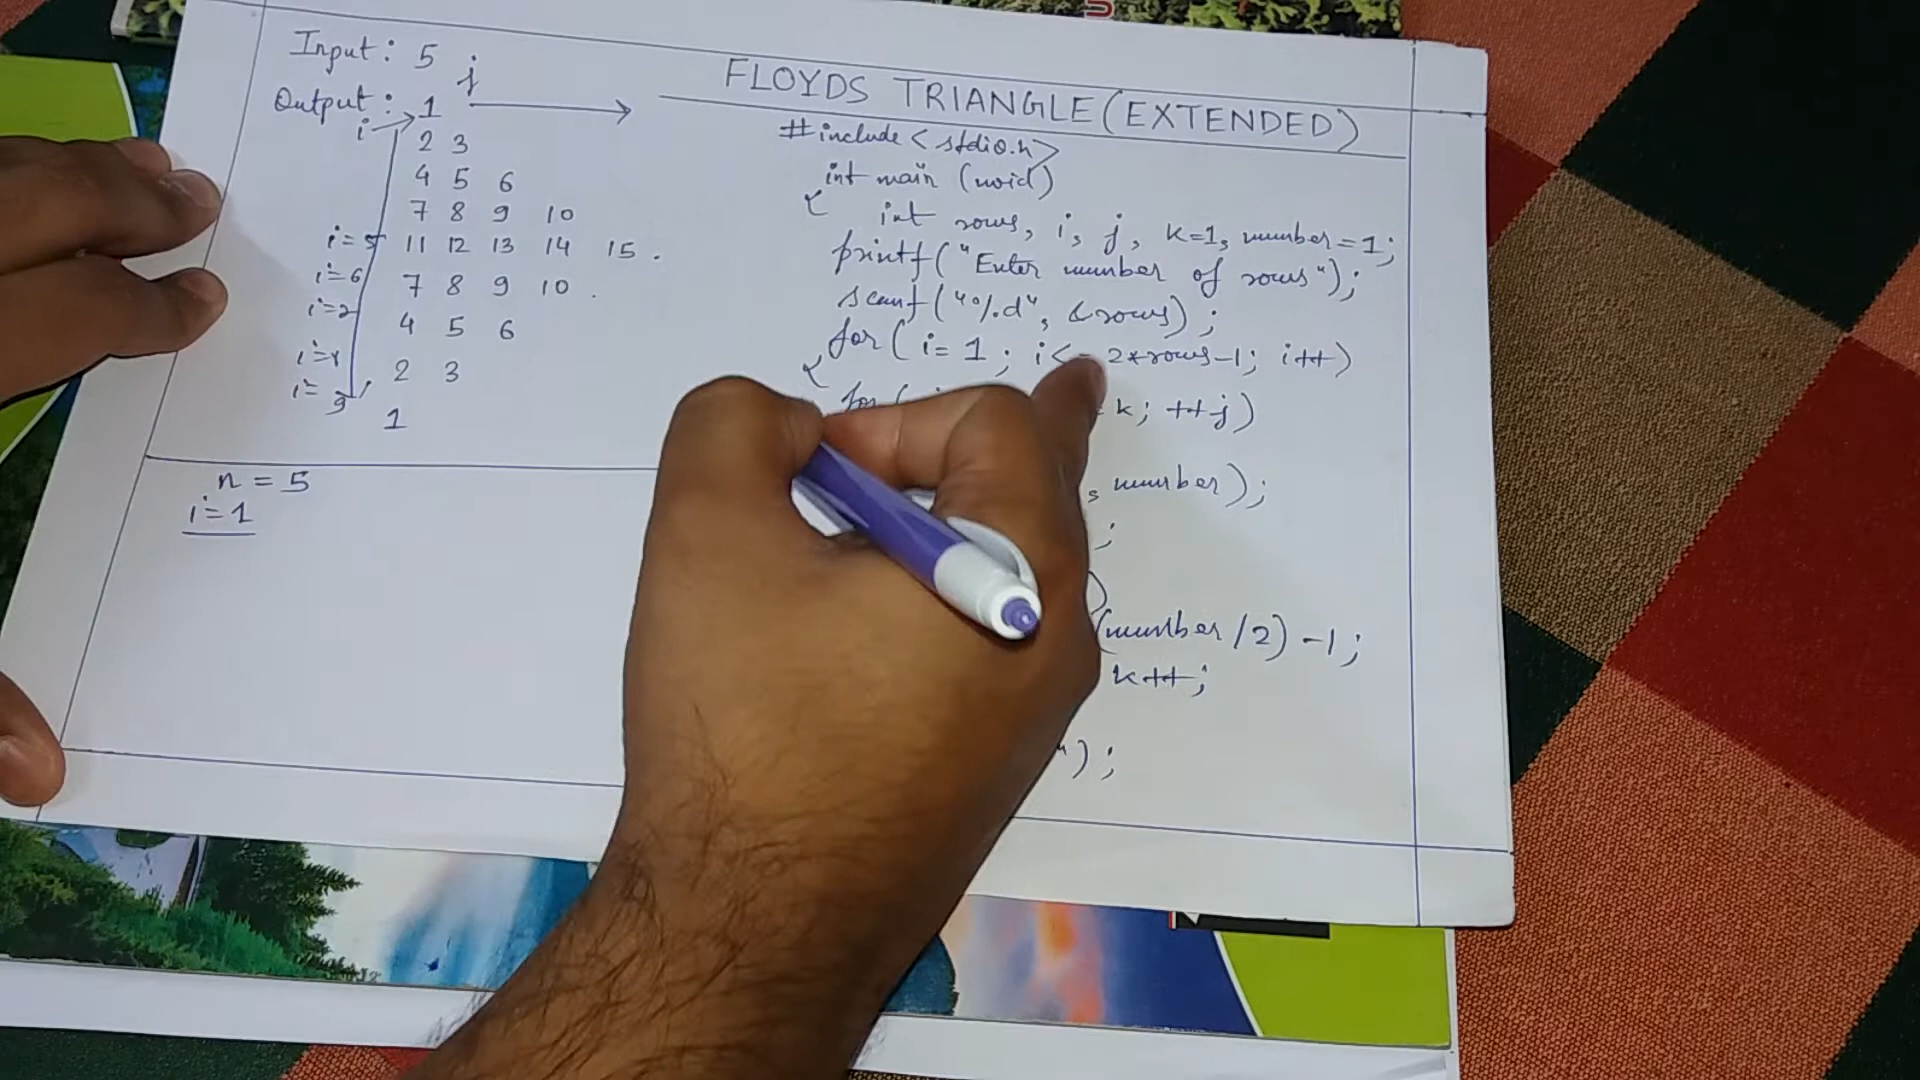 Input: 5
j
Output: 1
i
2 3
4 5 6
7 8 9 10
i=5 11 12 13 14 15.
i=6 7 8 9 10.
i=2 4 5 6
2 3
i=9
1
n = 5
i=1
FLOYDS TRIANGLE (EXTENDED)
#include <stdio.h>
int main (void)
{
int rows, i, j, k=1, number=1;
printf("Enter number of rows");
scanf("%d", &rows);
for( i= 1 ; i<= 2*rows-1; i++)
{
for ( k; ++j)
, number);
;
(number/2) -1;
k++;
");